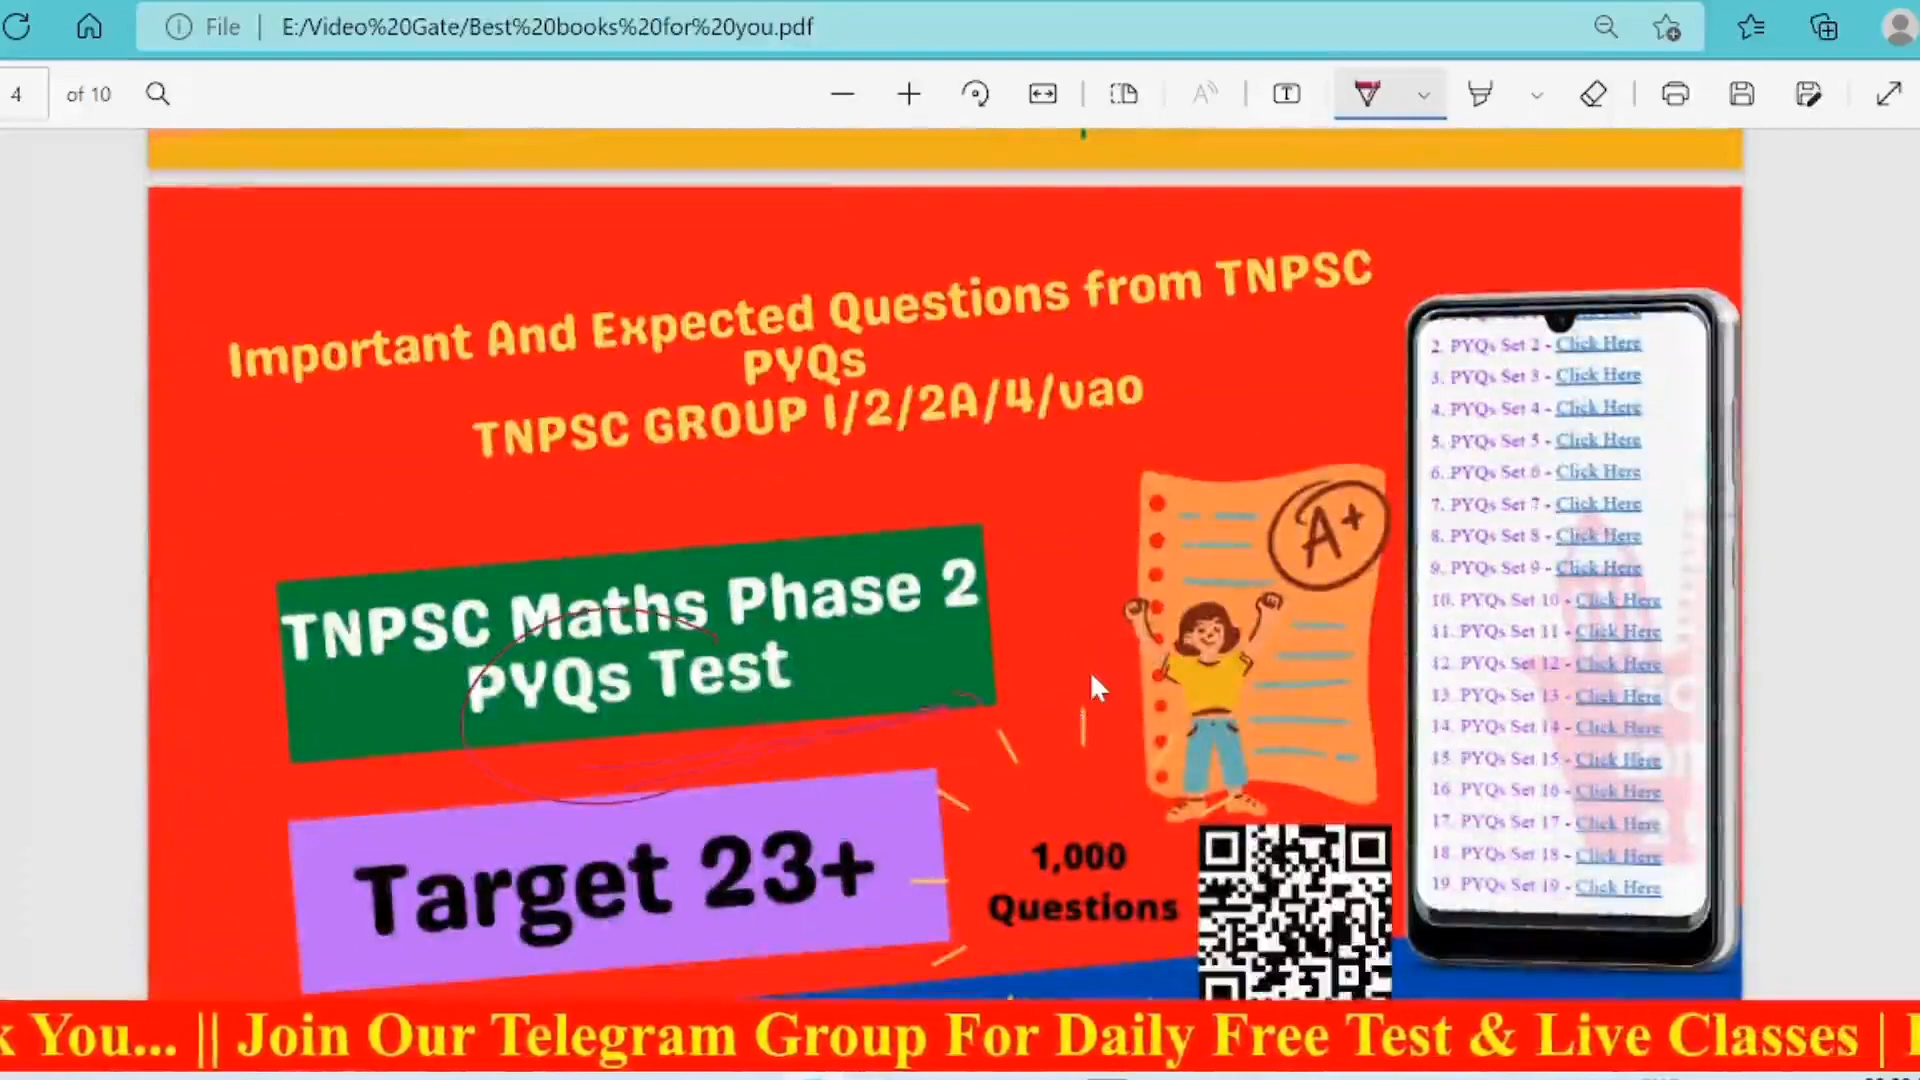 File
E:/Video%20Gate/Best%20books%20for%20you.pdf
4 of 10
Important And Expected Questions from TNPSC
PYQs
TNPSC GROUP 1/2/2A/4/vao
TNPSC Maths Phase 2
PYQs Test
Target 23+
1,000
Questions
A+
2. PYQs Set 2 - Click Here
3. PYQs Set 3 - Click Here
4. PYQs Set 4 - Click Here
5. PYQs Set 5 - Click Here
6. PYQs Set 6 - Click Here
7. PYQs Set 7 - Click Here
8. PYQs Set 8 - Click Here
9. PYQs Set 9 - Click Here
10. PYQs Set 10 - Click Here
11. PYQs Set 11 - Click Here
12. PYQs Set 12 - Click Here
13. PYQs Set 13 - Click Here
14. PYQs Set 14 - Click Here
15. PYQs Set 15 - Click Here
16. PYQs Set 16 - Click Here
17. PYQs Set 17 - Click Here
18. PYQs Set 18 - Click Here
19. PYQs Set 19 - Click Here
k You... || Join Our Telegram Group For Daily Free Test & Live Classes |